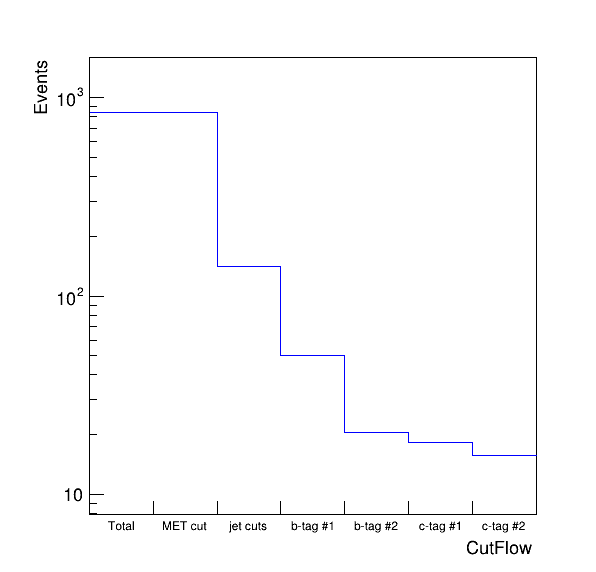 Events
10³
10²
10
Total MET cut jet cuts b-tag #1 b-tag #2 c-tag #1 c-tag #2
CutFlow